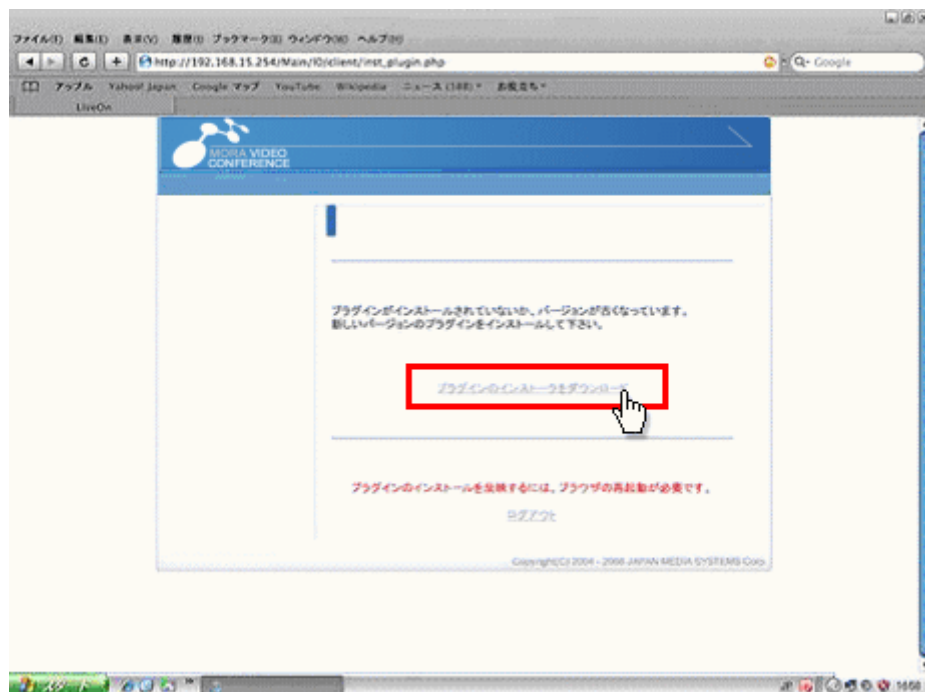 ファイル(F) 編集(E) 表示(V) 履歴(I) ブックマーク(B) ウィンドウ(W) ヘルプ(H)
http://192.168.15.254/Main/IO/client/inst_plugin.php
Google
アップル Yahoo! Japan Google マップ YouTube Wikipedia ニュース (188) お役立ち
LiveOn
MORA VIDEO
CONFERENCE
プラグインがインストールされていないか、バージョンが古くなっています。
新しいバージョンのプラグインをインストールして下さい。
プラグインのインストーラをダウンロード
プラグインのインストールを反映するには、ブラウザの再起動が必要です。
ログアウト
Copyright(C) 2004 - 2008 JAPAN MEDIA SYSTEMS Corp.
スタート
JP